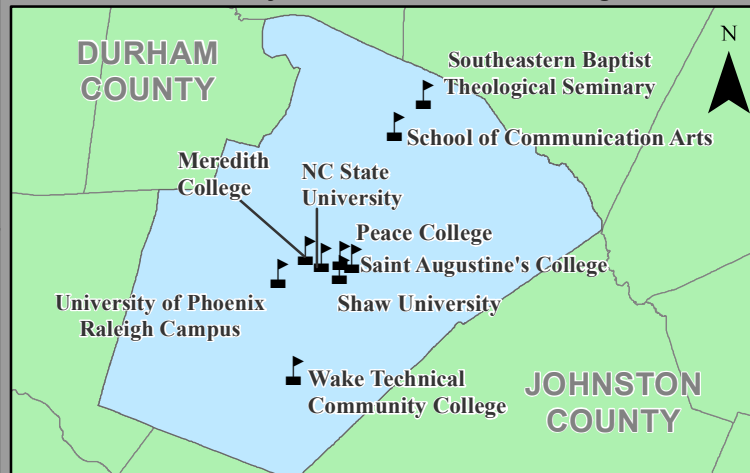 DURHAM
COUNTY
N
Southeastern Baptist
Theological Seminary
School of Communication Arts
Meredith
College
NC State
University
Peace College
Saint Augustine's College
University of Phoenix
Raleigh Campus
Shaw University
Wake Technical
Community College
JOHNSTON
COUNTY